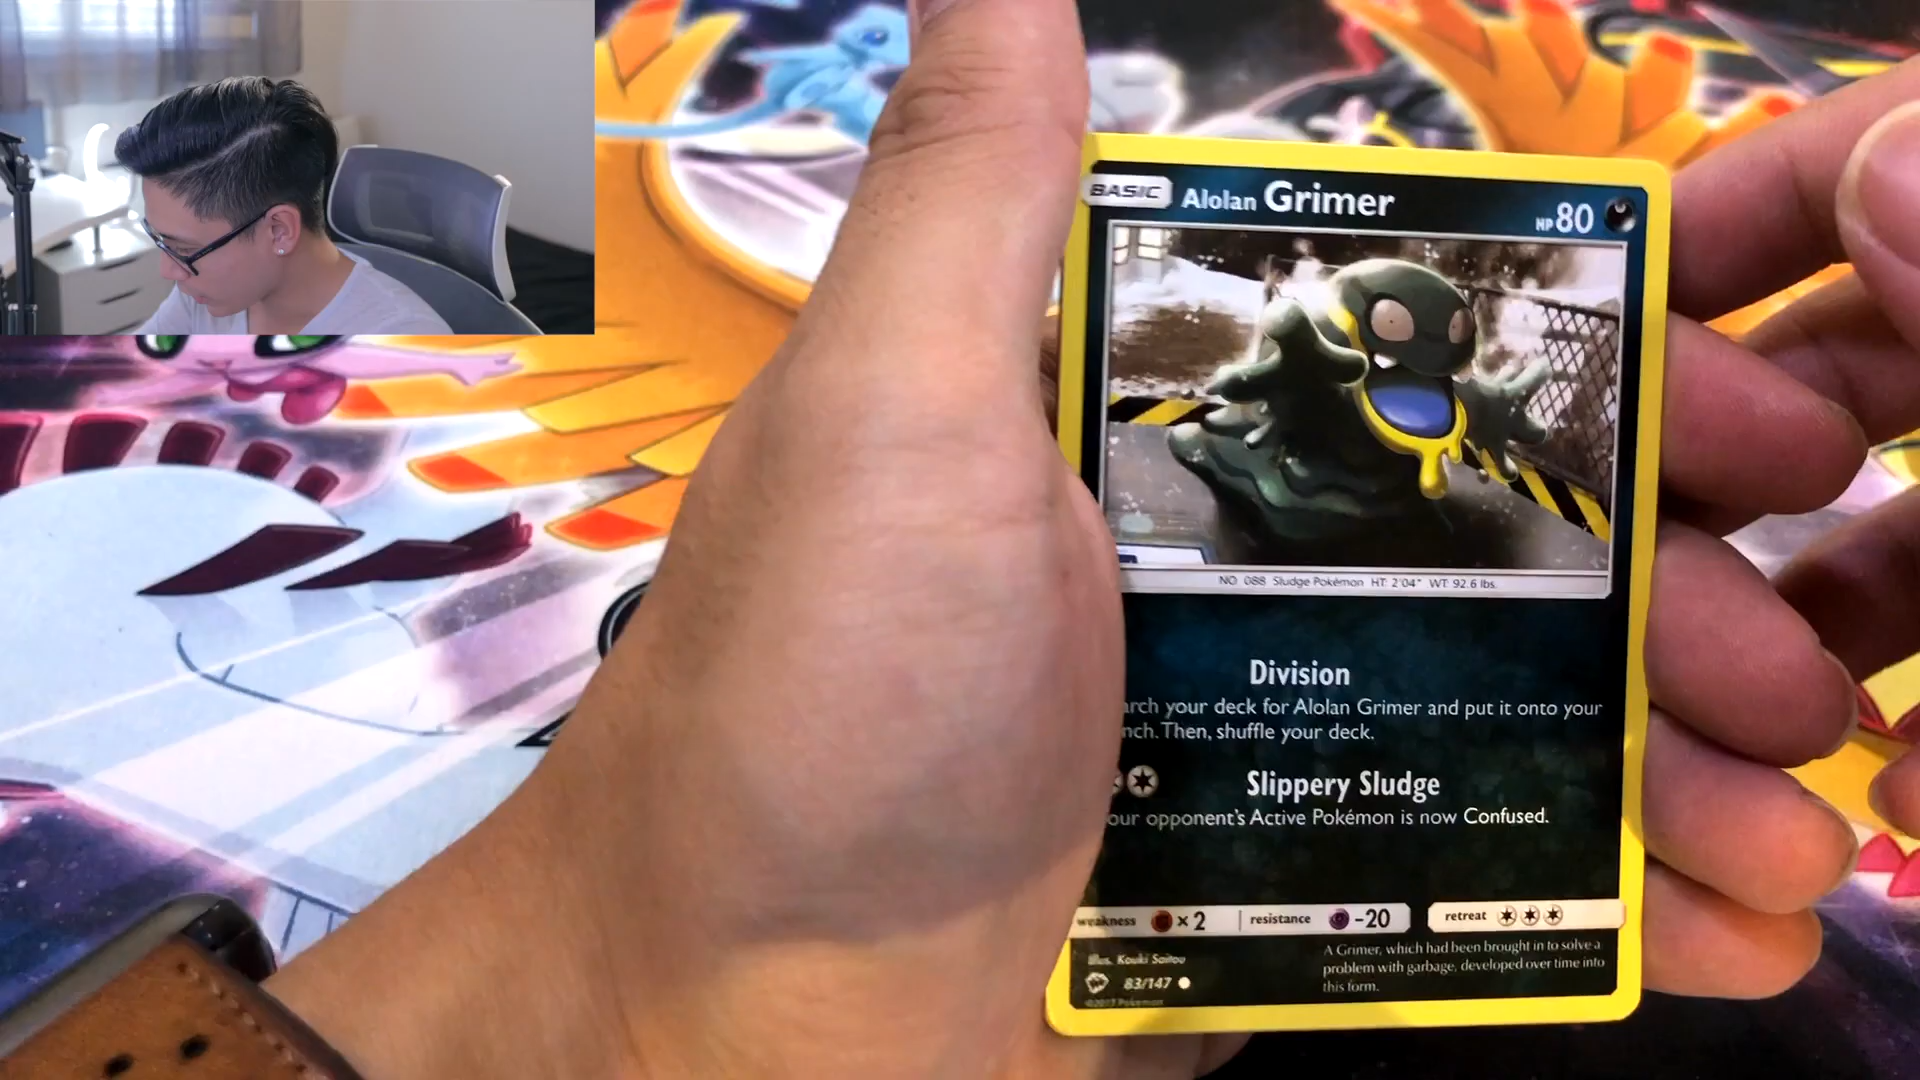 BASIC Alolan Grimer HP 80
NO. 088 Sludge Pokémon HT: 2'04" WT: 92.6 lbs.
Division
arch your deck for Alolan Grimer and put it onto your
nch. Then, shuffle your deck.
Slippery Sludge
our opponent's Active Pokémon is now Confused.
weakness ×2 resistance -20 retreat
Illus. Kouki Saitou
83/147
©2017 Pokémon
A Grimer, which had been brought in to solve a
problem with garbage, developed over time into
this form.